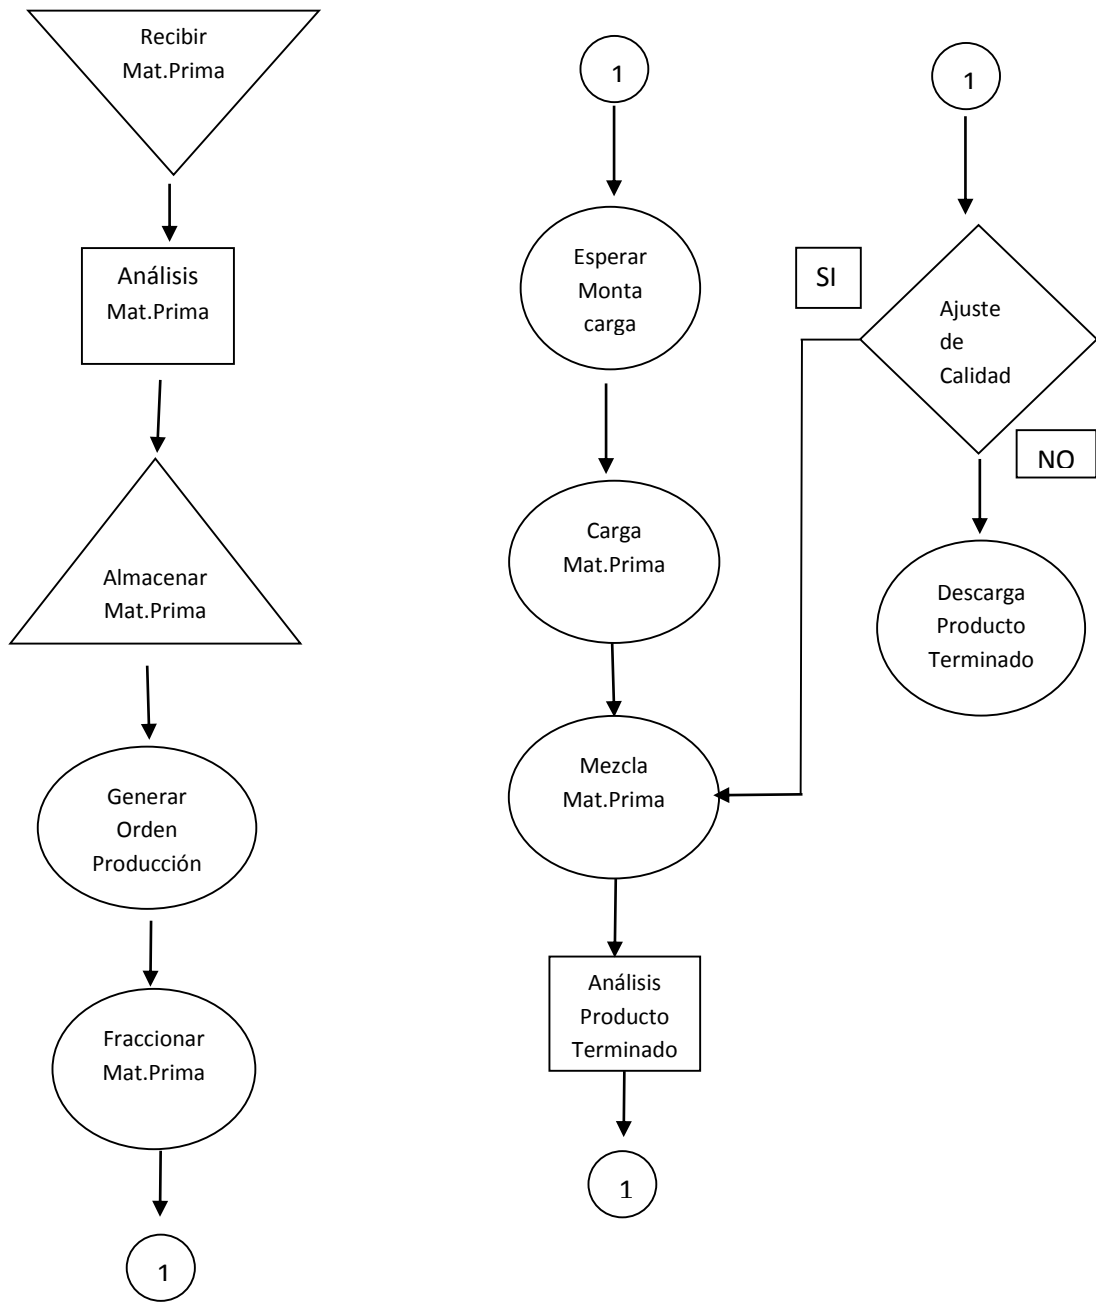 Recibir
Mat.Prima
Análisis
Mat.Prima
Almacenar
Mat.Prima
Generar
Orden
Producción
Fraccionar
Mat.Prima
1
1
Esperar
Monta
carga
Carga
Mat.Prima
Mezcla
Mat.Prima
Análisis
Producto
Terminado
1
1
SI
Ajuste
de
Calidad
NO
Descarga
Producto
Terminado